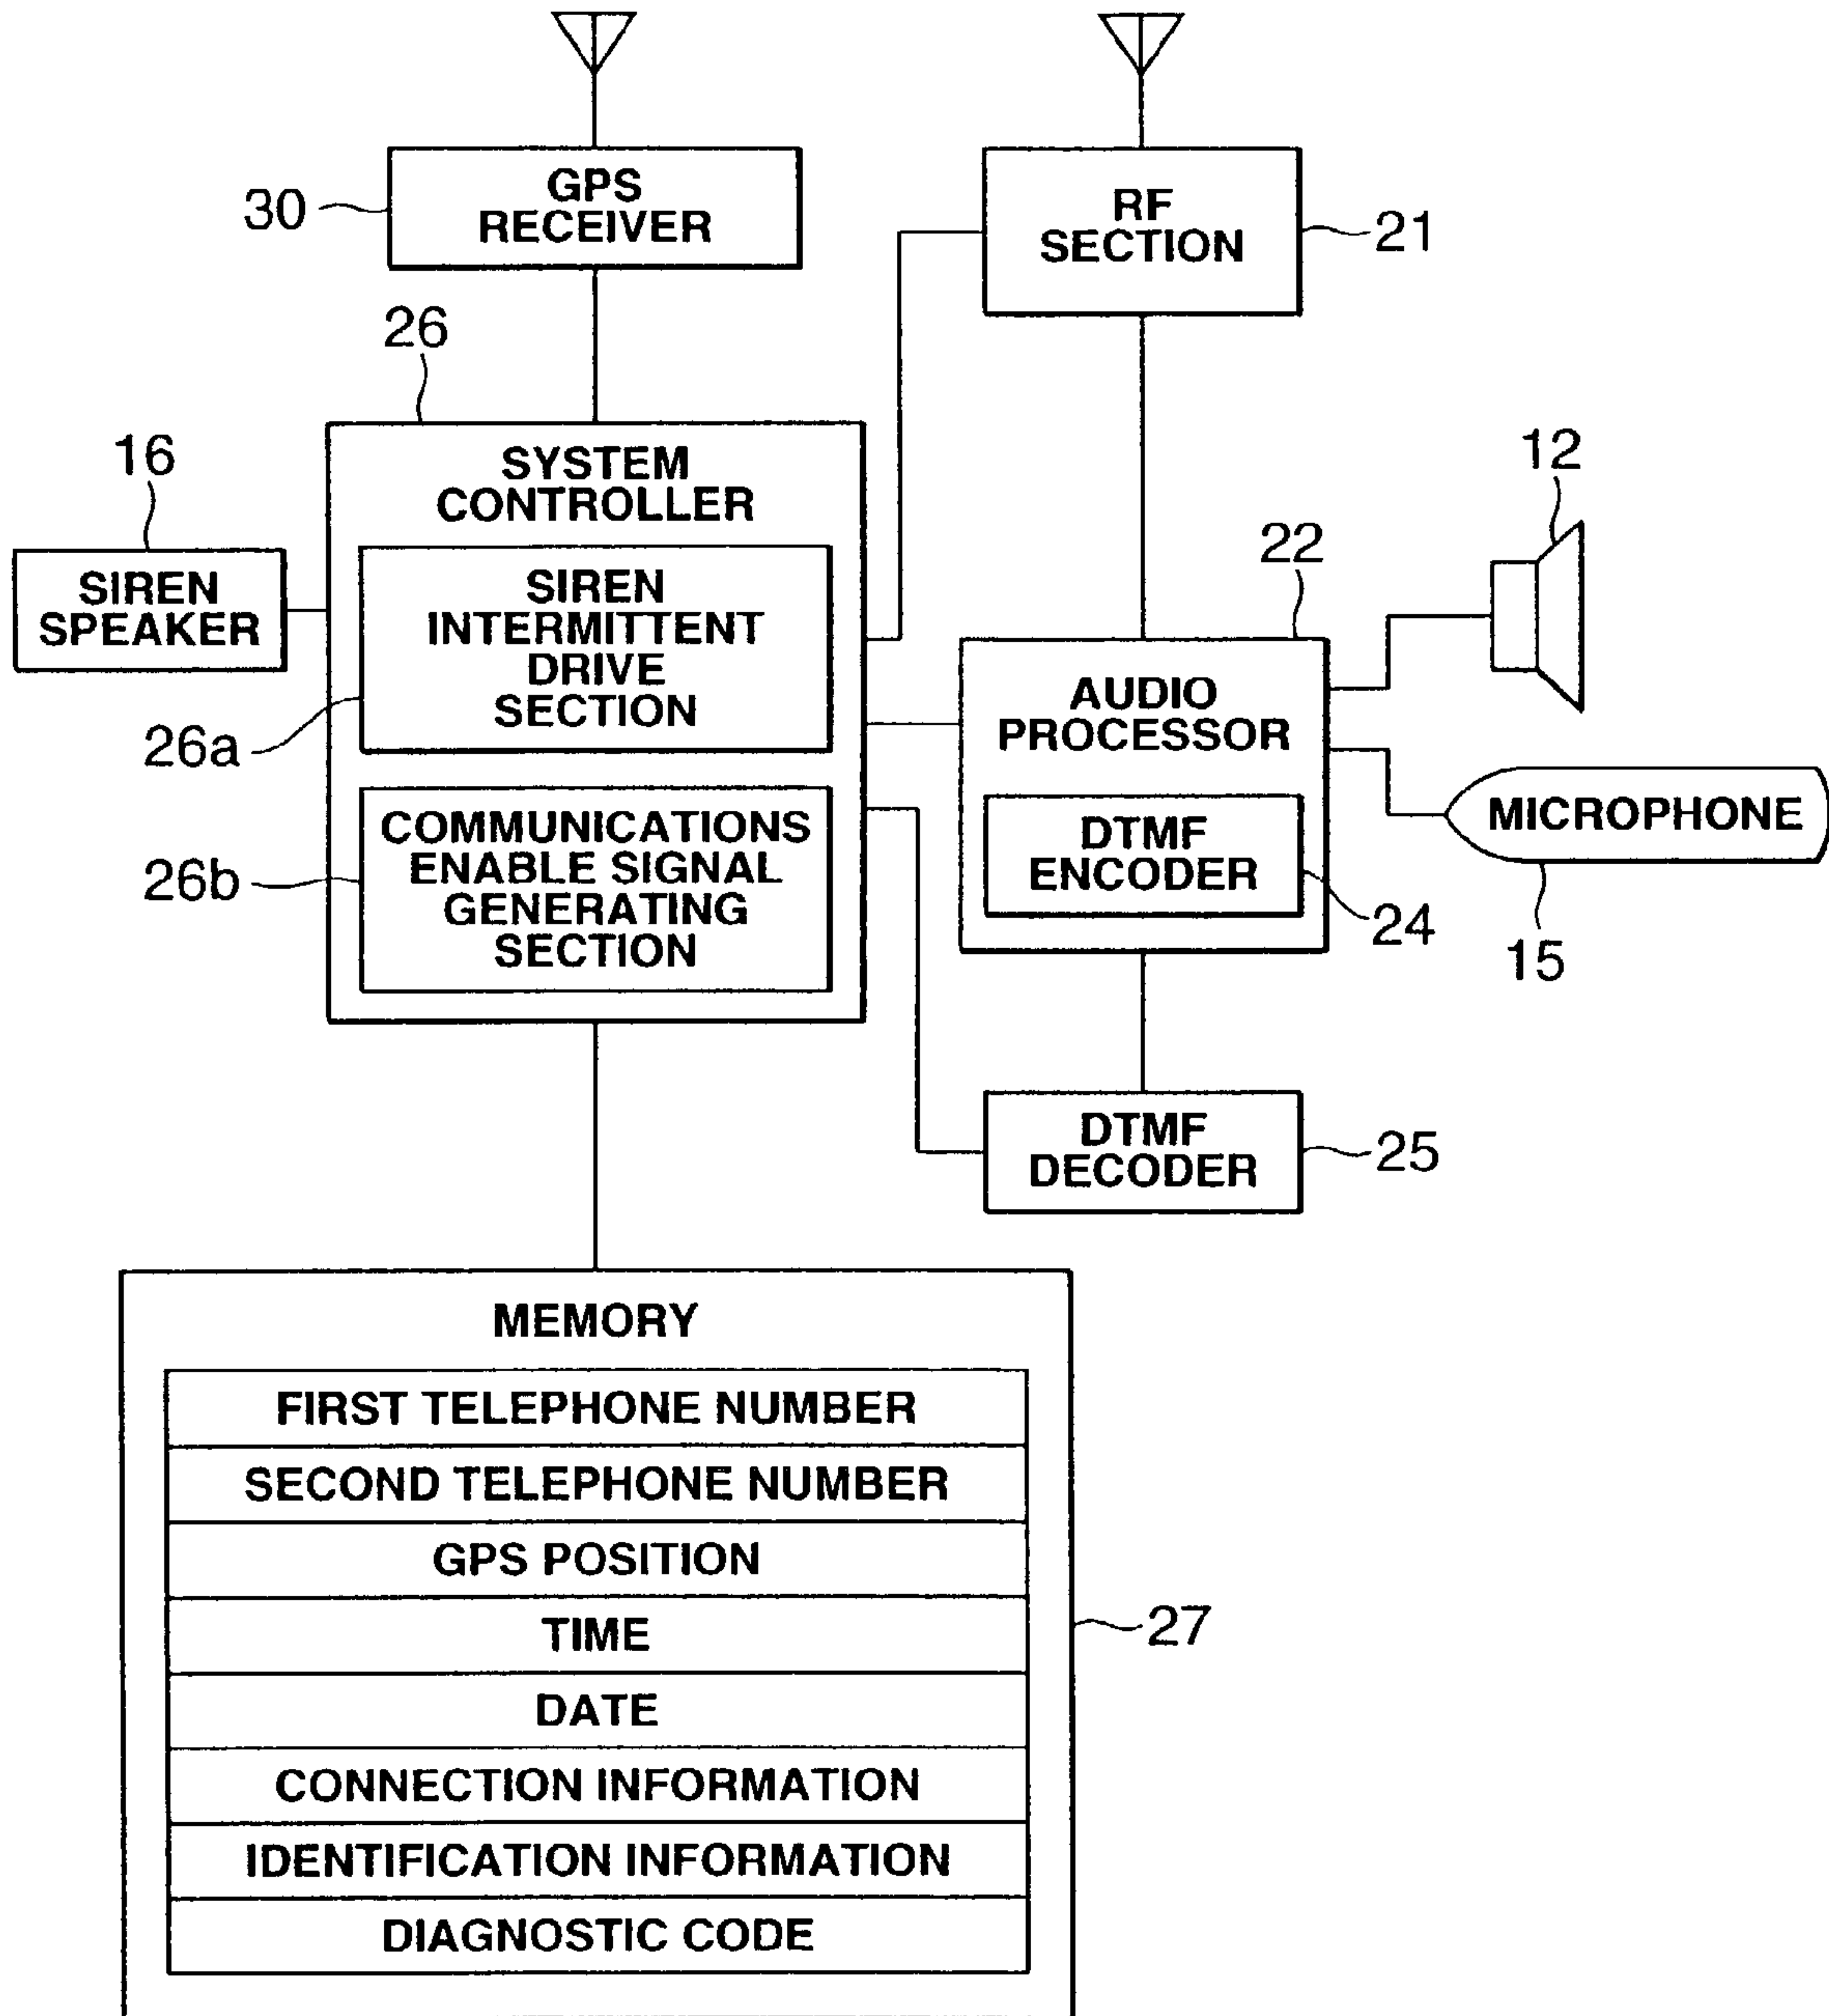 GPS
RECEIVER
30
RF
SECTION
21
26
SYSTEM
CONTROLLER
16
SIREN
SPEAKER
SIREN
INTERMITTENT
DRIVE
SECTION
26a
COMMUNICATIONS
ENABLE SIGNAL
GENERATING
SECTION
26b
12
22
AUDIO
PROCESSOR
MICROPHONE
15
DTMF
ENCODER
24
DTMF
DECODER
25
MEMORY
FIRST TELEPHONE NUMBER
SECOND TELEPHONE NUMBER
GPS POSITION
TIME
27
DATE
CONNECTION INFORMATION
IDENTIFICATION INFORMATION
DIAGNOSTIC CODE